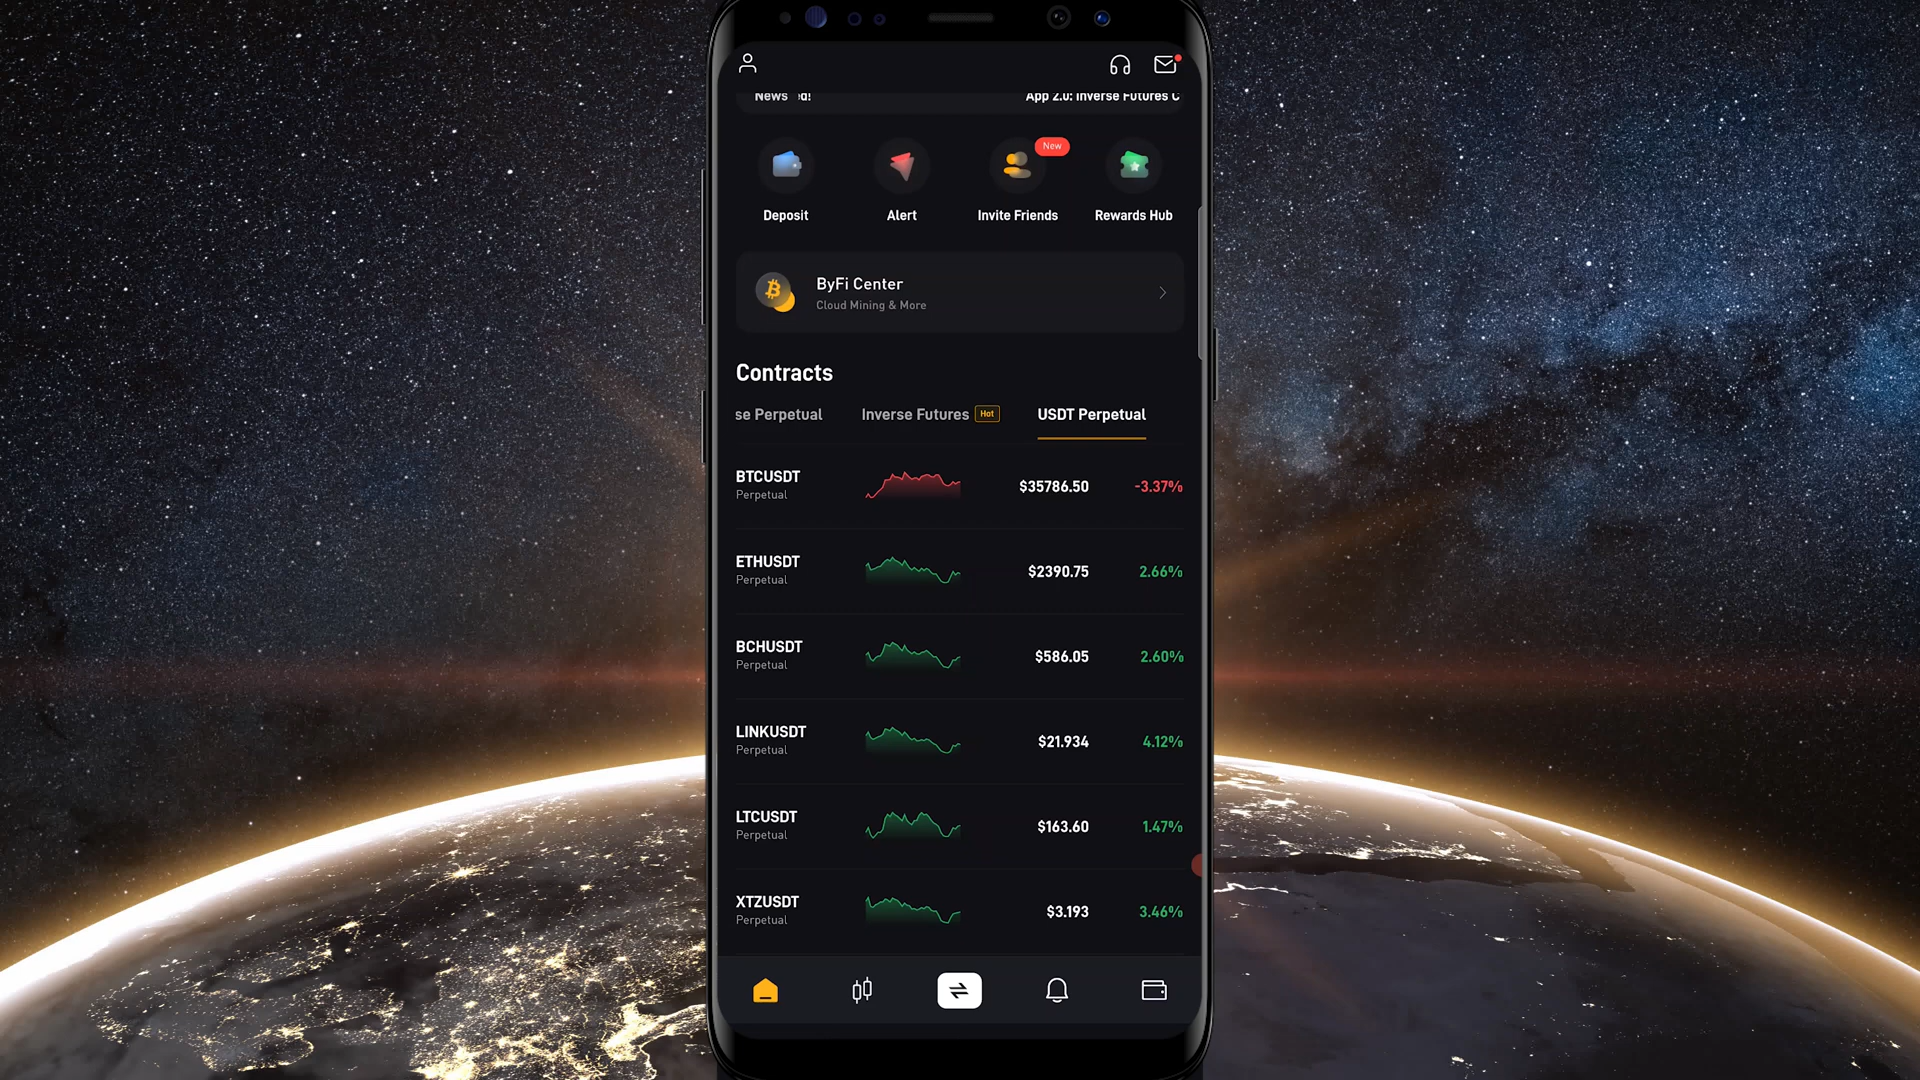 News d! App 2.0: Inverse Futures C
New
Deposit Alert Invite Friends Rewards Hub
ByFi Center
Cloud Mining & More
Contracts
se Perpetual Inverse Futures Hot USDT Perpetual
BTCUSDT
Perpetual
$35786.50 -3.37%
ETHUSDT
Perpetual
$2390.75 2.66%
BCHUSDT
Perpetual
$586.05 2.60%
LINKUSDT
Perpetual
$21.934 4.12%
LTCUSDT
Perpetual
$163.60 1.47%
XTZUSDT
Perpetual
$3.193 3.46%